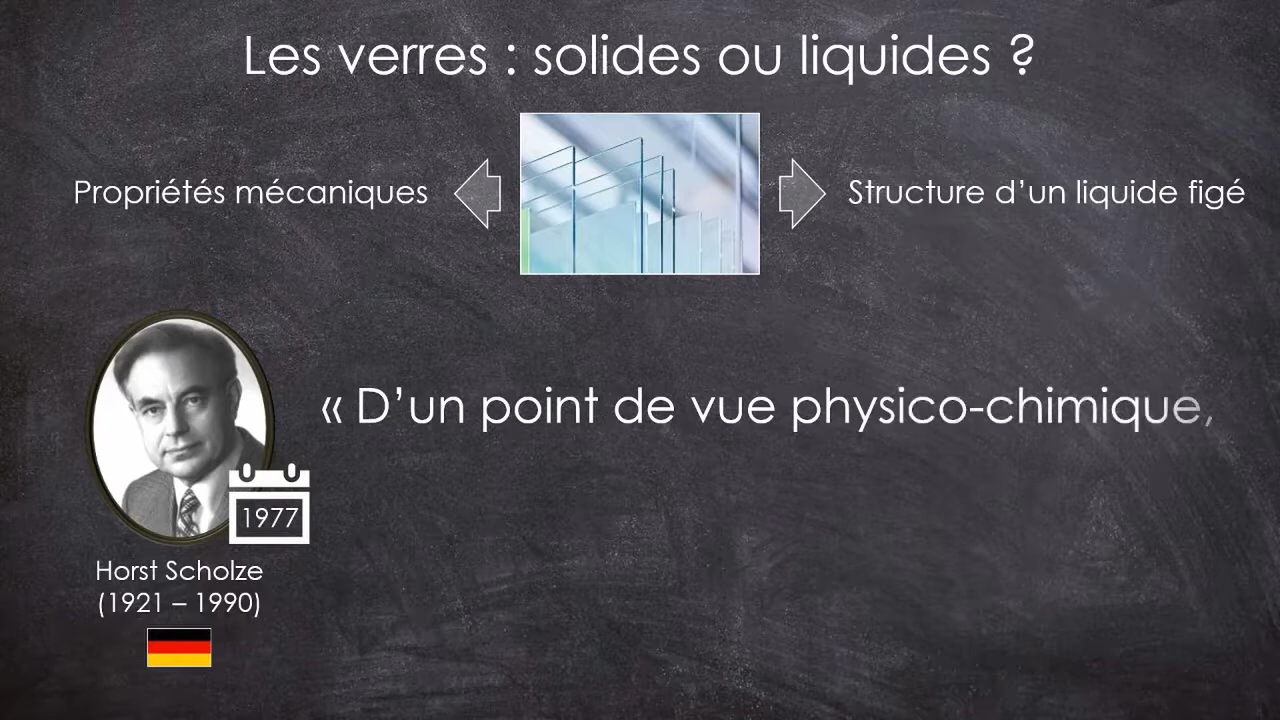 Les verres : solides ou liquides ?
Propriétés mécaniques
Structure d’un liquide figé
« D’un point de vue physico-chimique,
1977
Horst Scholze
(1921 – 1990)